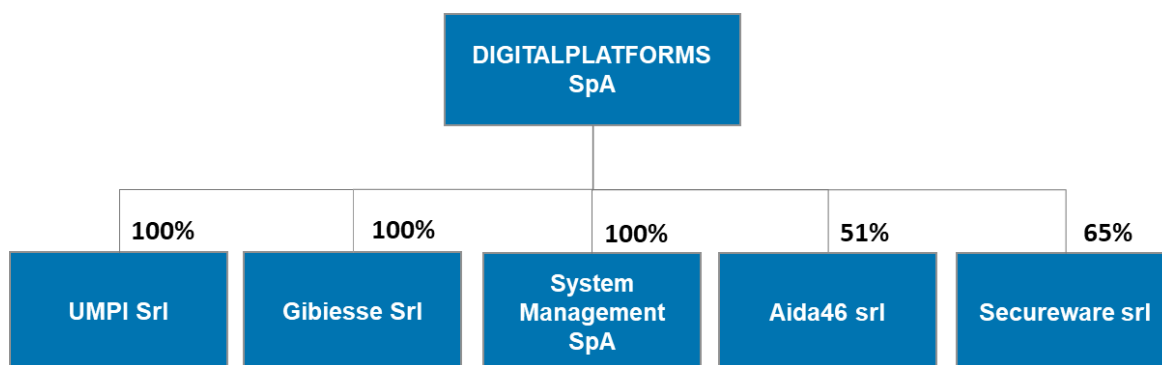 DIGITALPLATFORMS
SpA
100%
100%
100%
51%
65%
UMPI Srl
Gibiesse Srl
System
Management
SpA
Aida46 srl
Secureware srl